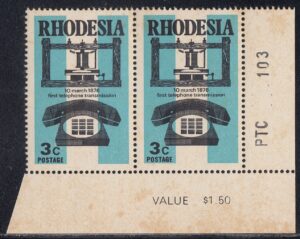 RHODESIA
10 march 1876
first telephone transmission
3c
POSTAGE
RHODESIA
10 march 1876
first telephone transmission
3c
POSTAGE
PTC 103
VALUE $1.50